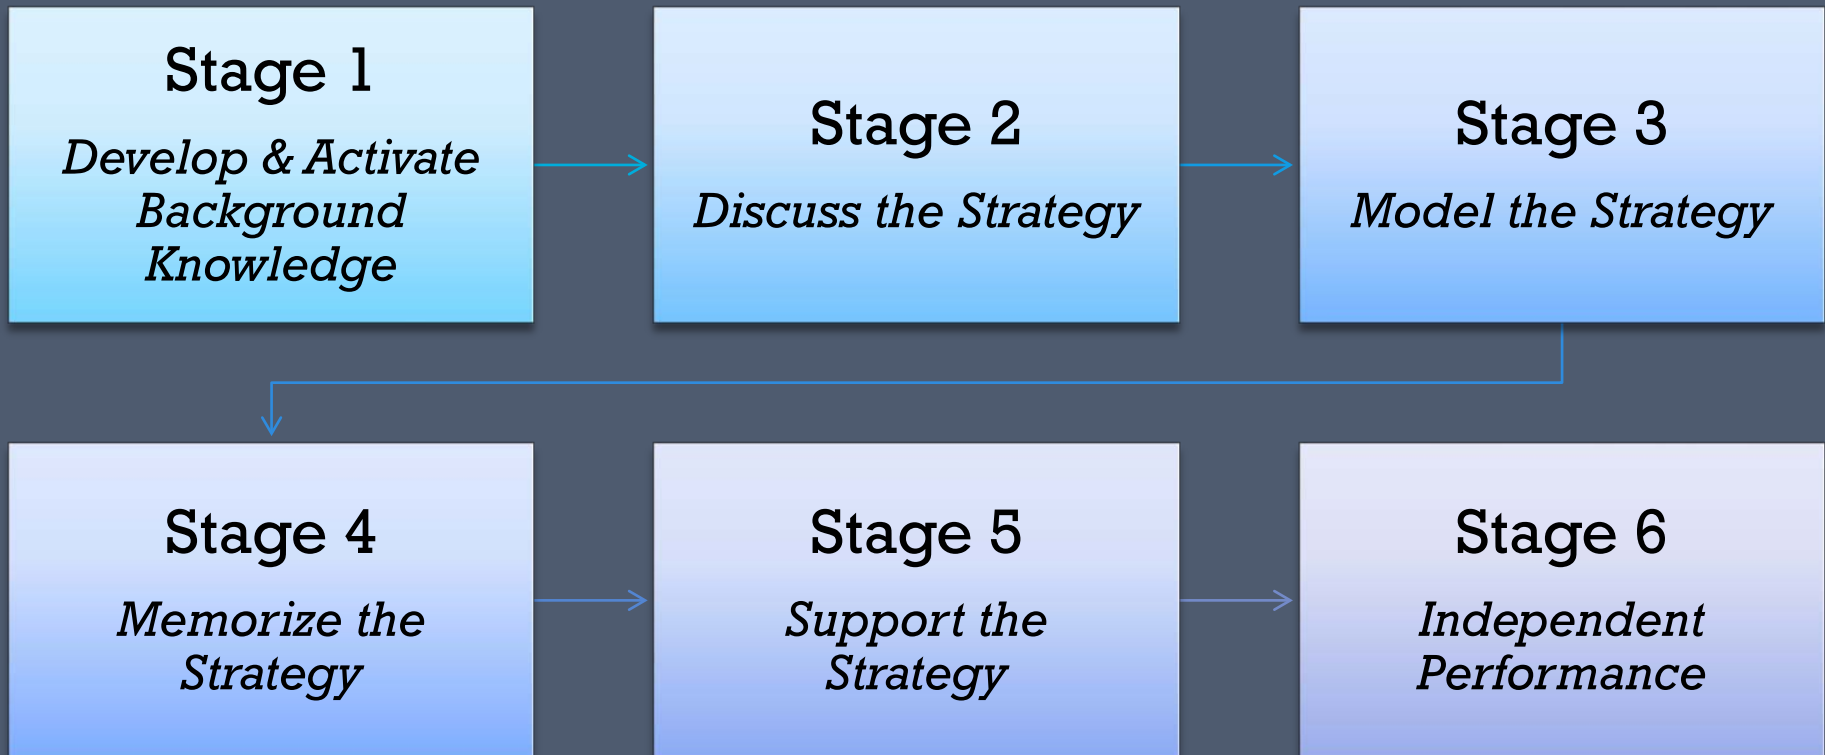 Stage 1
Develop & Activate
Background
Knowledge
Stage 2
Discuss the Strategy
Stage 3
Model the Strategy
Stage 4
Memorize the
Strategy
Stage 5
Support the
Strategy
Stage 6
Independent
Performance